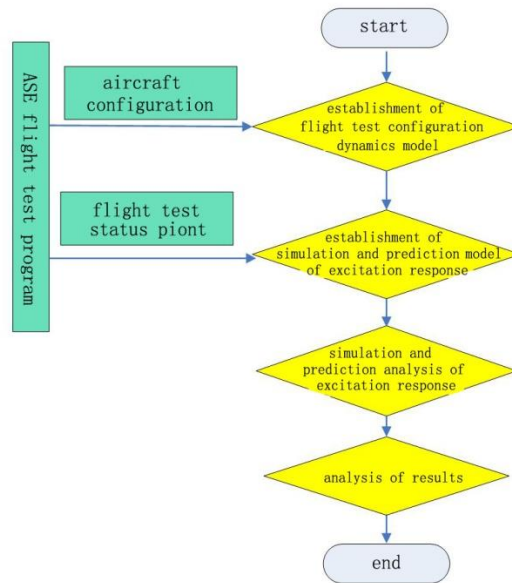 start
ASE flight test program
aircraft
configuration
establishment of
flight test configuration
dynamics model
flight test
status piont
establishment of
simulation and prediction model
of excitation response
simulation and
prediction analysis of
excitation response
analysis of results
end